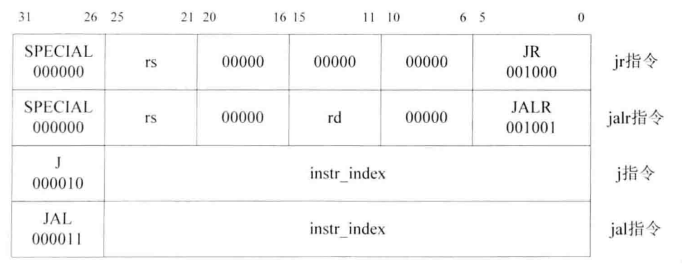 31 26 25 21 20 16 15 11 10 6 5 0
SPECIAL
000000
rs
00000
00000
00000
JR
001000
jr指令
SPECIAL
000000
rs
00000
rd
00000
JALR
001001
jalr指令
J
000010
instr_index
j指令
JAL
000011
instr_index
jal指令